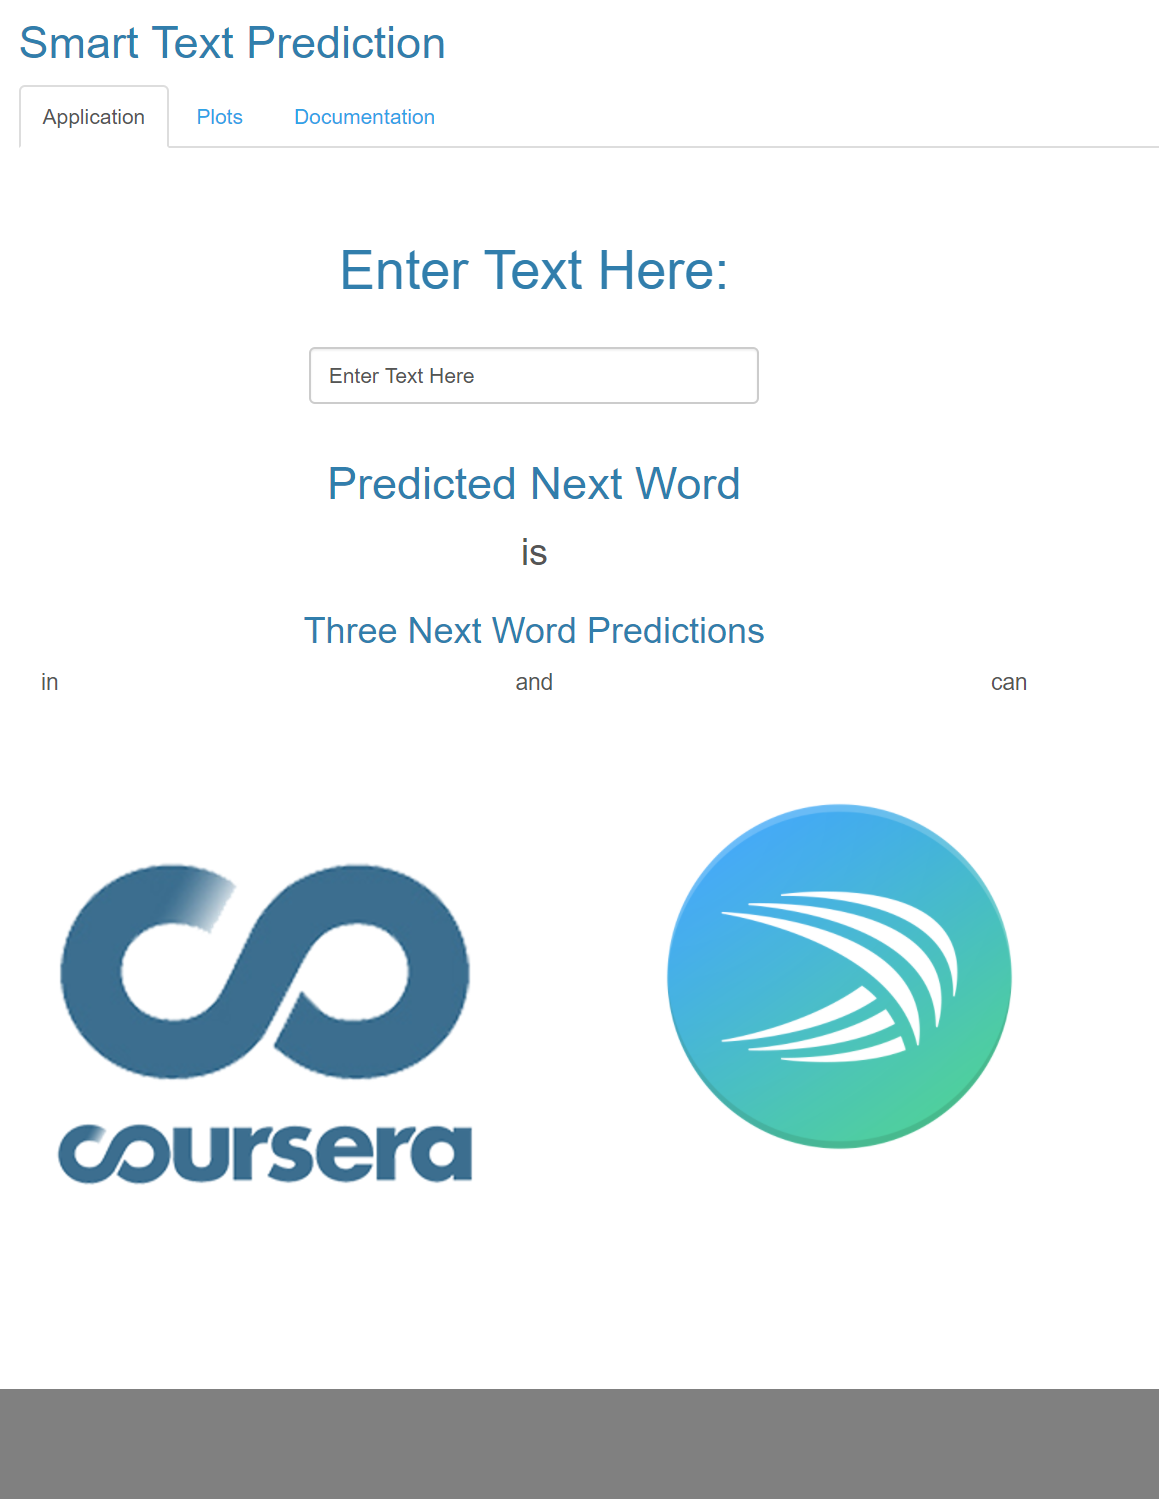 Smart Text Prediction
Application Plots Documentation
Enter Text Here:
Enter Text Here
Predicted Next Word
is
Three Next Word Predictions
in and can
coursera